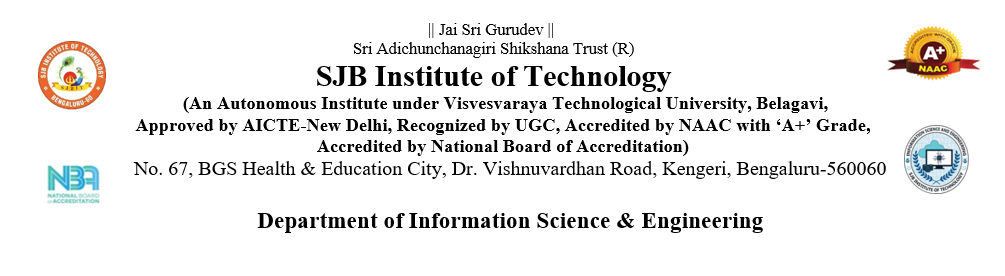 || Jai Sri Gurudev ||
Sri Adichunchanagiri Shikshana Trust (R)
SJB Institute of Technology
(An Autonomous Institute under Visvesvaraya Technological University, Belagavi,
Approved by AICTE-New Delhi, Recognized by UGC, Accredited by NAAC with ‘A+’ Grade,
Accredited by National Board of Accreditation)
No. 67, BGS Health & Education City, Dr. Vishnuvardhan Road, Kengeri, Bengaluru-560060
Department of Information Science & Engineering
SJB INSTITUTE OF TECHNOLOGY
BENGALURU-60
NBA
NATIONAL BOARD
OF ACCREDITATION
A+
NAAC
INFORMATION SCIENCE AND ENGINEERING
SJB INSTITUTE OF TECHNOLOGY